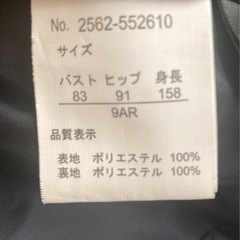 No. 2562-552610
サイズ
バスト ヒップ 身長
83 91 158
9AR
品質表示
表地 ポリエステル 100%
裏地 ポリエステル 100%